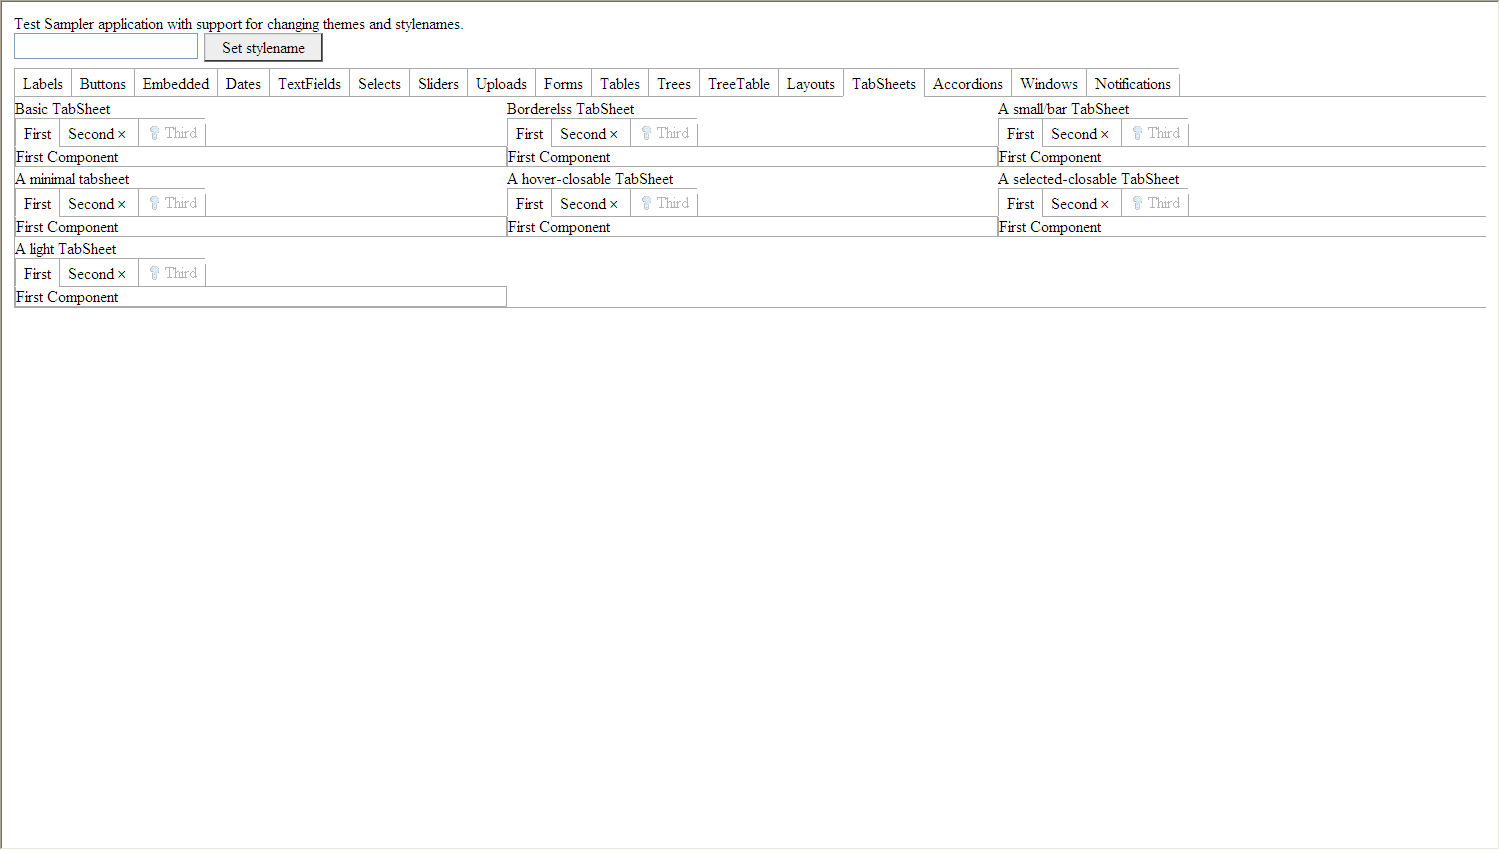 Test Sampler application with support for changing themes and stylenames.
Set stylename
Labels Buttons Embedded Dates TextFields Selects Sliders Uploads Forms Tables Trees TreeTable Layouts TabSheets Accordions Windows Notifications
Basic TabSheet Borderelss TabSheet A small/bar TabSheet
First Second × Third First Second × Third First Second × Third
First Component First Component First Component
A minimal tabsheet A hover-closable TabSheet A selected-closable TabSheet
First Second × Third First Second × Third First Second × Third
First Component First Component First Component
A light TabSheet
First Second × Third
First Component